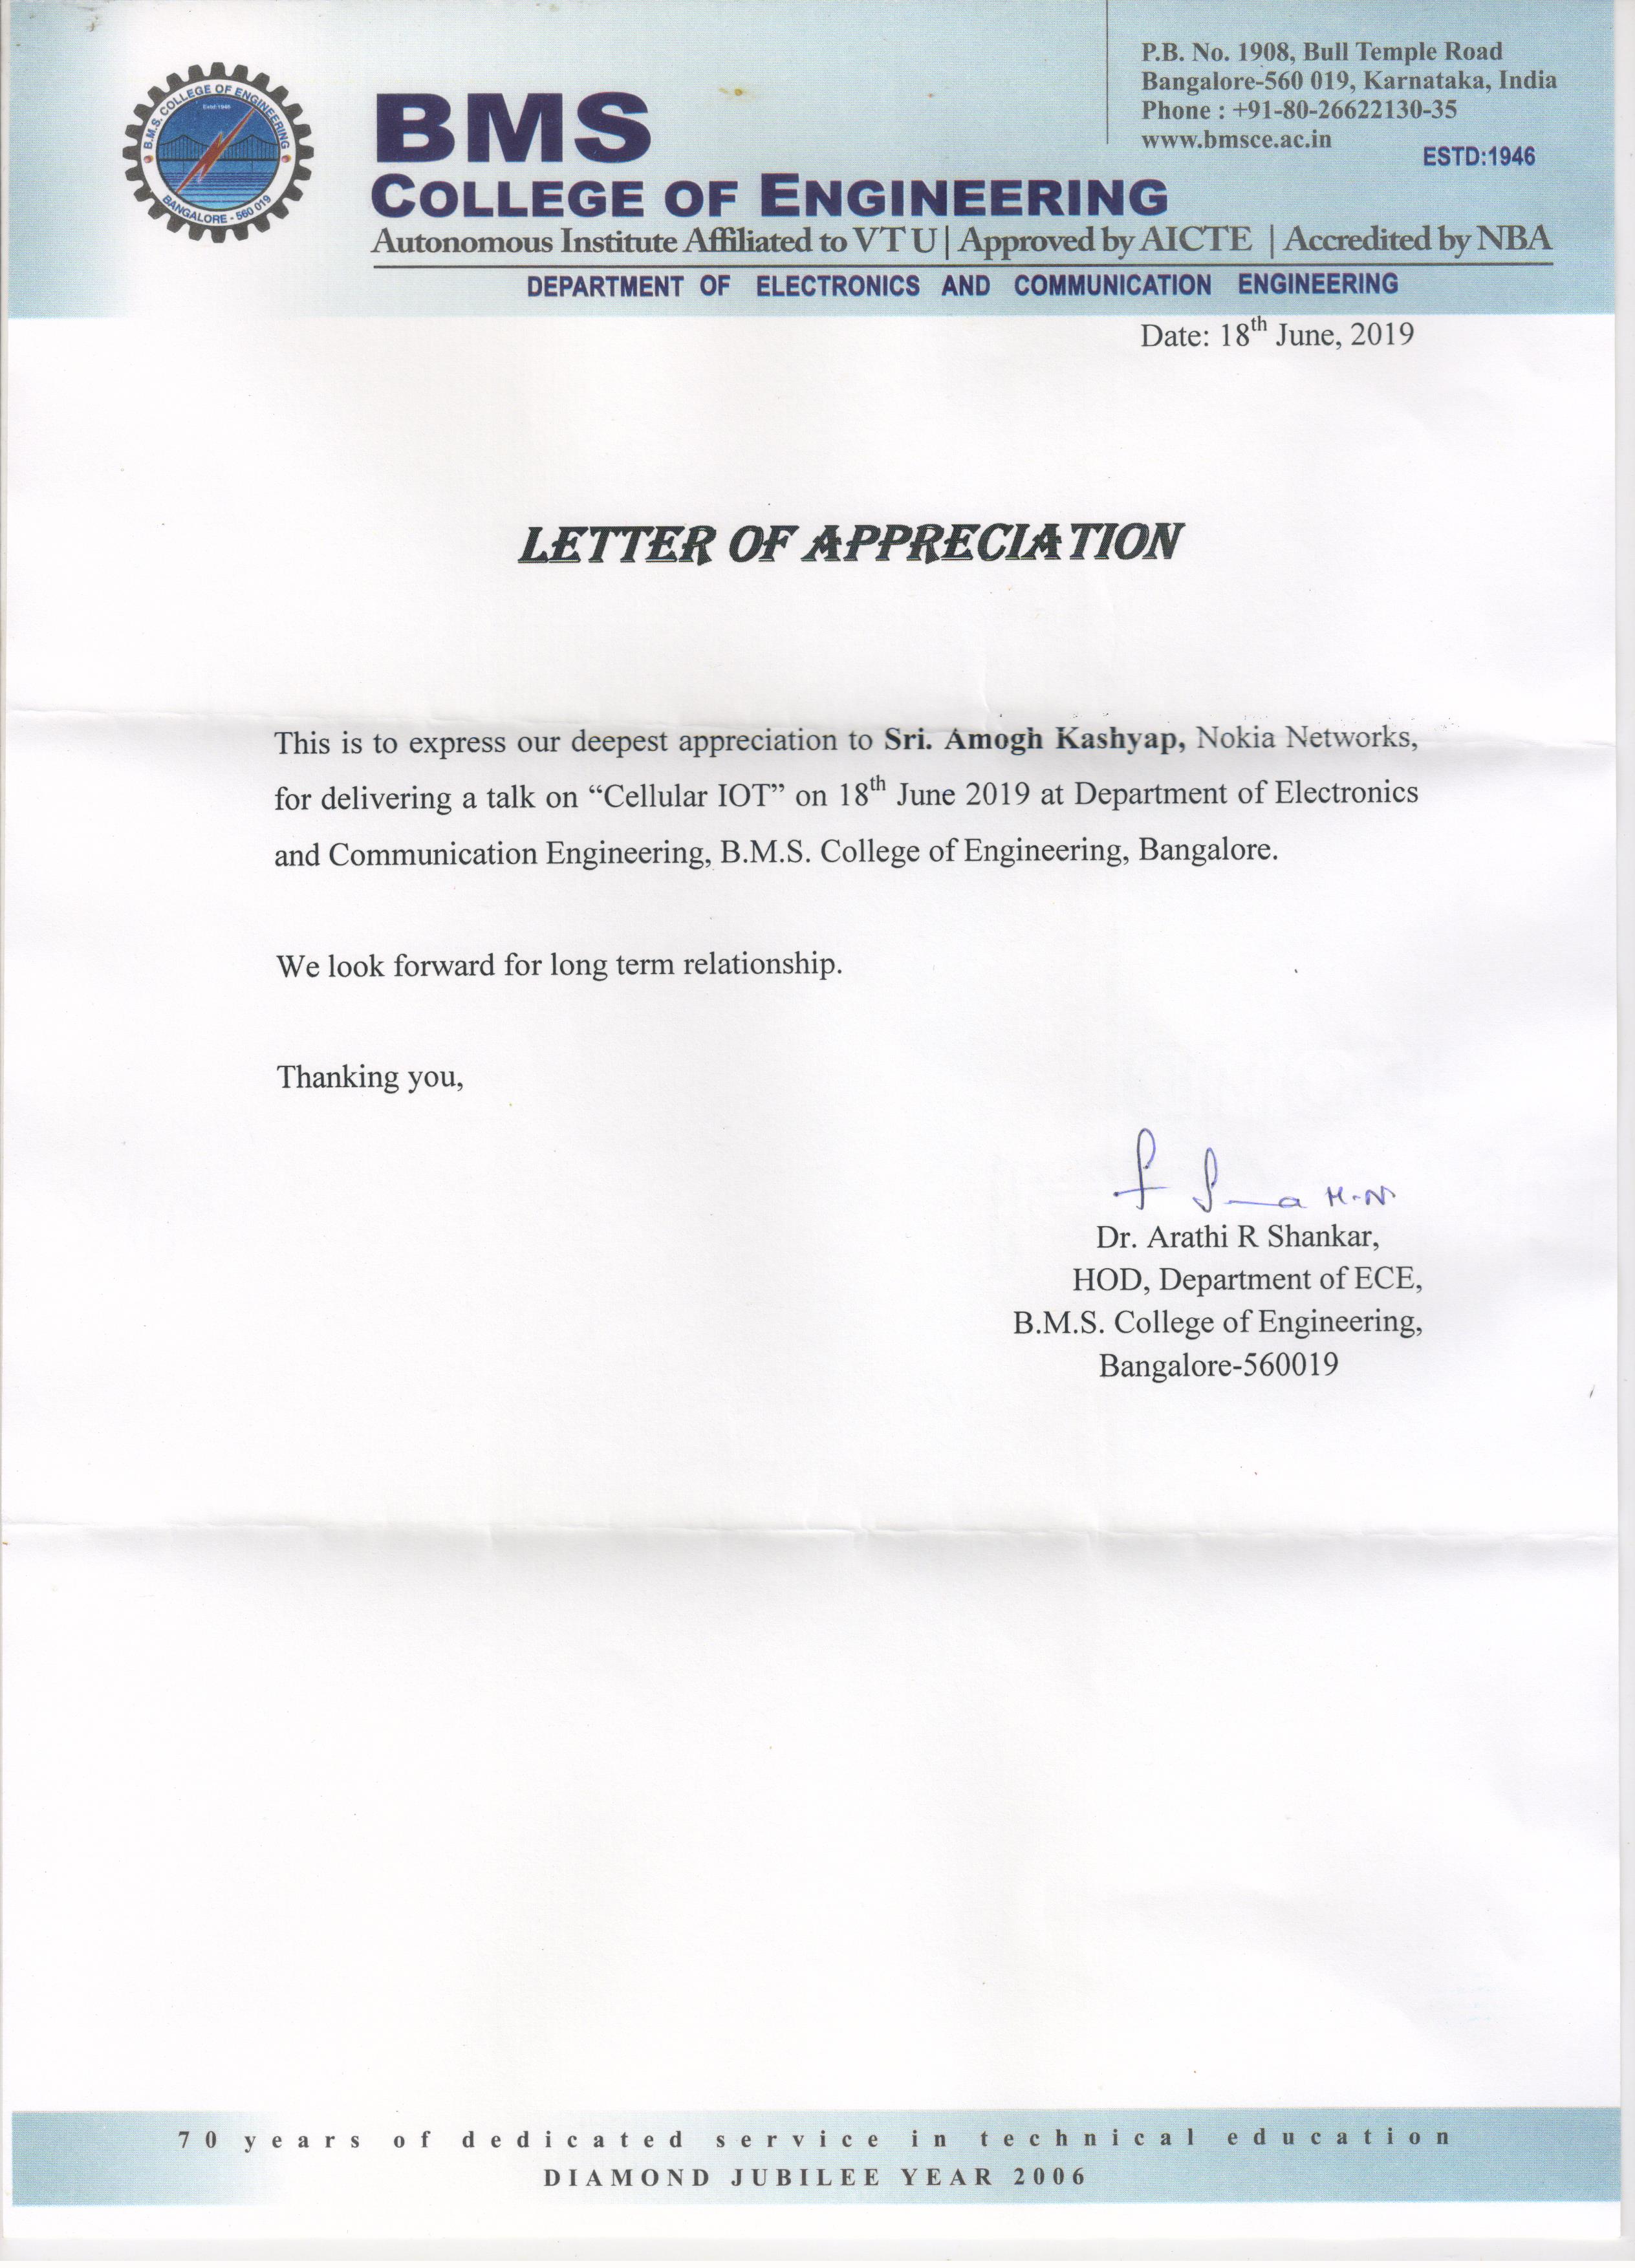 B.M.S. COLLEGE OF ENGINEERING
Estd:1946
BANGALORE - 560 019
P.B. No. 1908, Bull Temple Road
Bangalore-560 019, Karnataka, India
Phone : +91-80-26622130-35
www.bmsce.ac.in
ESTD:1946
BMS
COLLEGE OF ENGINEERING
Autonomous Institute Affiliated to VTU | Approved by AICTE | Accredited by NBA
DEPARTMENT OF ELECTRONICS AND COMMUNICATION ENGINEERING
Date: 18th June, 2019
LETTER OF APPRECIATION
This is to express our deepest appreciation to Sri. Amogh Kashyap, Nokia Networks,
for delivering a talk on “Cellular IOT” on 18th June 2019 at Department of Electronics
and Communication Engineering, B.M.S. College of Engineering, Bangalore.
We look forward for long term relationship.
Thanking you,
Dr. Arathi R Shankar,
HOD, Department of ECE,
B.M.S. College of Engineering,
Bangalore-560019
70 years of dedicated service in technical education
DIAMOND JUBILEE YEAR 2006